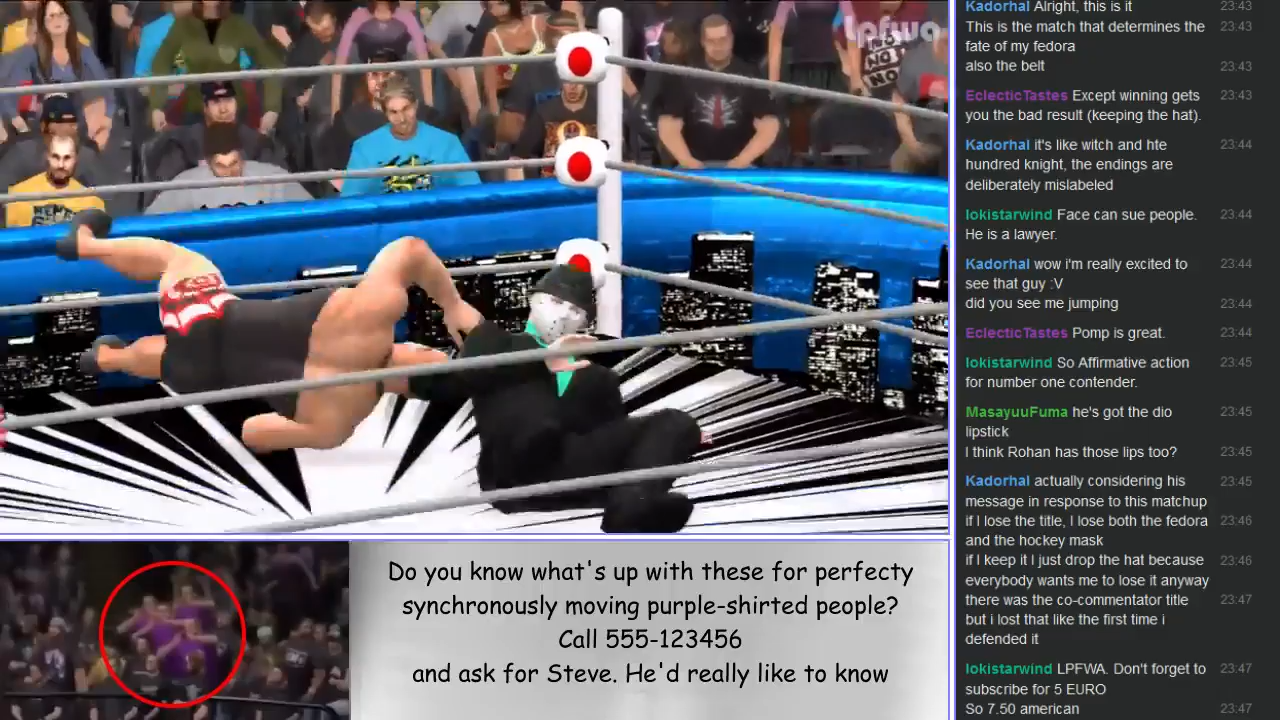 lpfwa
NO
NO
NO
Kadorhal Alright, this is it 23:43
This is the match that determines the 23:43
fate of my fedora
also the belt 23:43
EclecticTastes Except winning gets 23:43
you the bad result (keeping the hat).
Kadorhal it's like witch and hte 23:44
hundred knight, the endings are
deliberately mislabeled
lokistarwind Face can sue people. 23:44
He is a lawyer.
Kadorhal wow i'm really excited to 23:44
see that guy :V
did you see me jumping 23:44
EclecticTastes Pomp is great. 23:44
lokistarwind So Affirmative action 23:45
for number one contender.
MasayuuFuma he's got the dio 23:45
lipstick
I think Rohan has those lips too? 23:45
Kadorhal actually considering his 23:45
message in response to this matchup
if I lose the title, I lose both the fedora 23:46
and the hockey mask
if I keep it I just drop the hat because 23:46
everybody wants me to lose it anyway
there was the co-commentator title 23:47
but i lost that like the first time i
defended it
lokistarwind LPFWA. Don't forget to 23:47
subscribe for 5 EURO
So 7.50 american 23:47
Do you know what's up with these for perfecty
synchronously moving purple-shirted people?
Call 555-123456
and ask for Steve. He'd really like to know